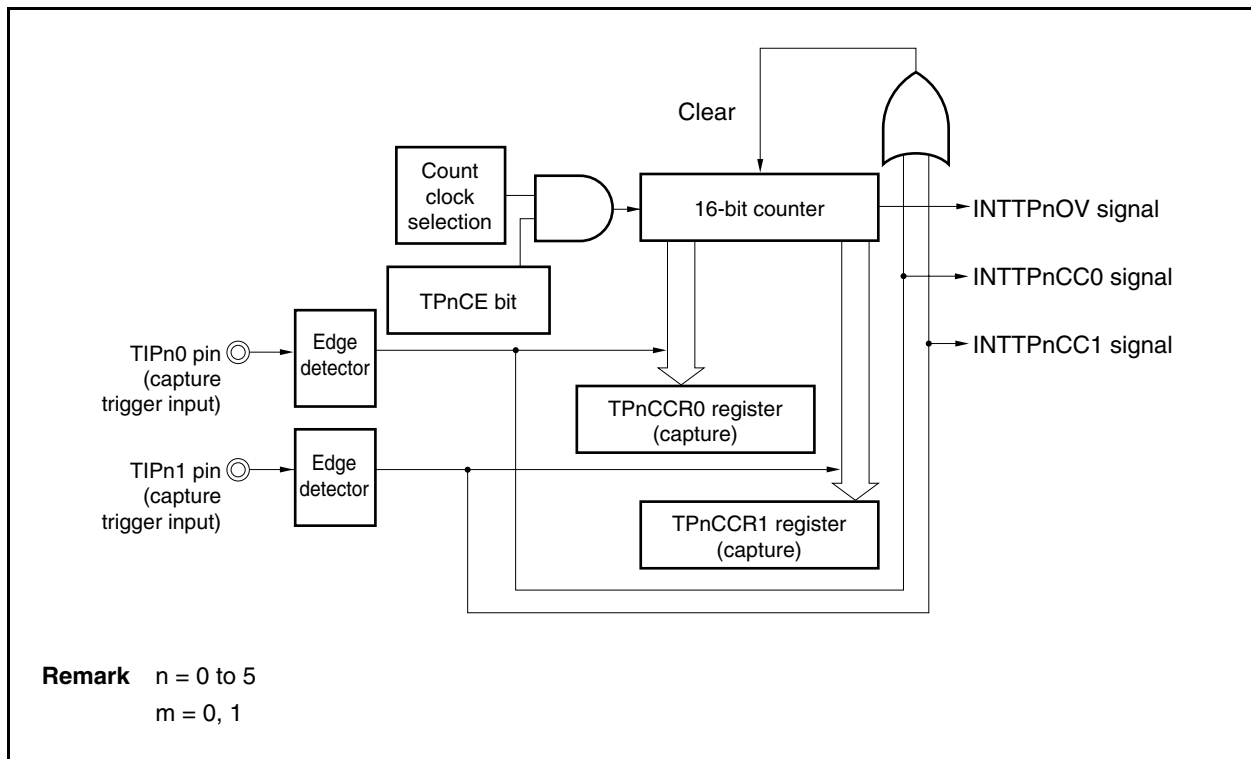 Clear
Count
clock
selection
16-bit counter
INTTPnOV signal
TPnCE bit
INTTPnCC0 signal
INTTPnCC1 signal
TIPn0 pin
(capture
trigger input)
Edge
detector
TPnCCR0 register
(capture)
TIPn1 pin
(capture
trigger input)
Edge
detector
TPnCCR1 register
(capture)
Remark n = 0 to 5
m = 0, 1